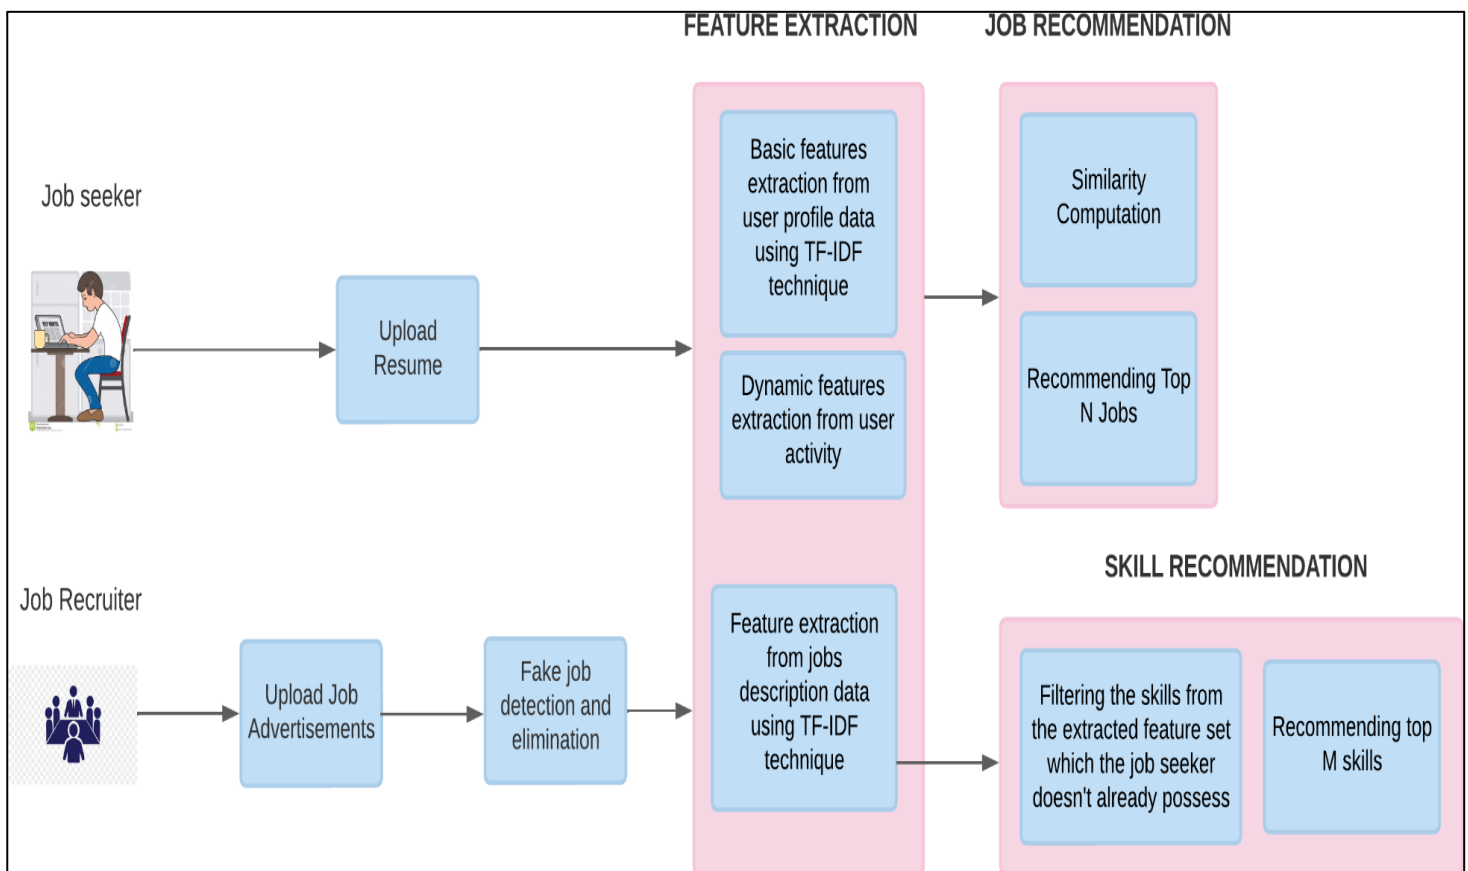 FEATURE EXTRACTION
JOB RECOMMENDATION
Job seeker
Upload
Resume
Basic features
extraction from
user profile data
using TF-IDF
technique
Dynamic features
extraction from user
activity
Similarity
Computation
Recommending Top
N Jobs
SKILL RECOMMENDATION
Job Recruiter
Upload Job
Advertisements
Fake job
detection and
elimination
Feature extraction
from jobs
description data
using TF-IDF
technique
Filtering the skills from
the extracted feature set
which the job seeker
doesn't already possess
Recommending top
M skills